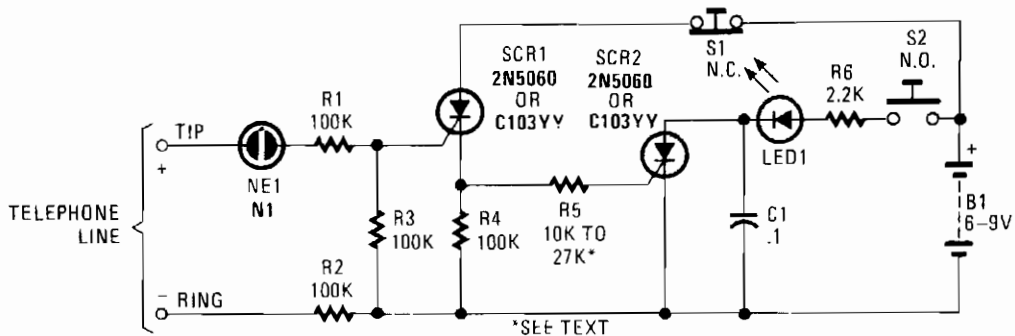 S1
N.C.
S2
N.O.
SCR1
2N5060
OR
C103YY
SCR2
2N5060
OR
C103YY
R6
2.2K
LED1
R1
100K
TIP
+
NE1
N1
TELEPHONE
LINE
R3
100K
R4
100K
R5
10K TO
27K*
C1
.1
+
B1
6-9V
R2
100K
–
RING
*SEE TEXT